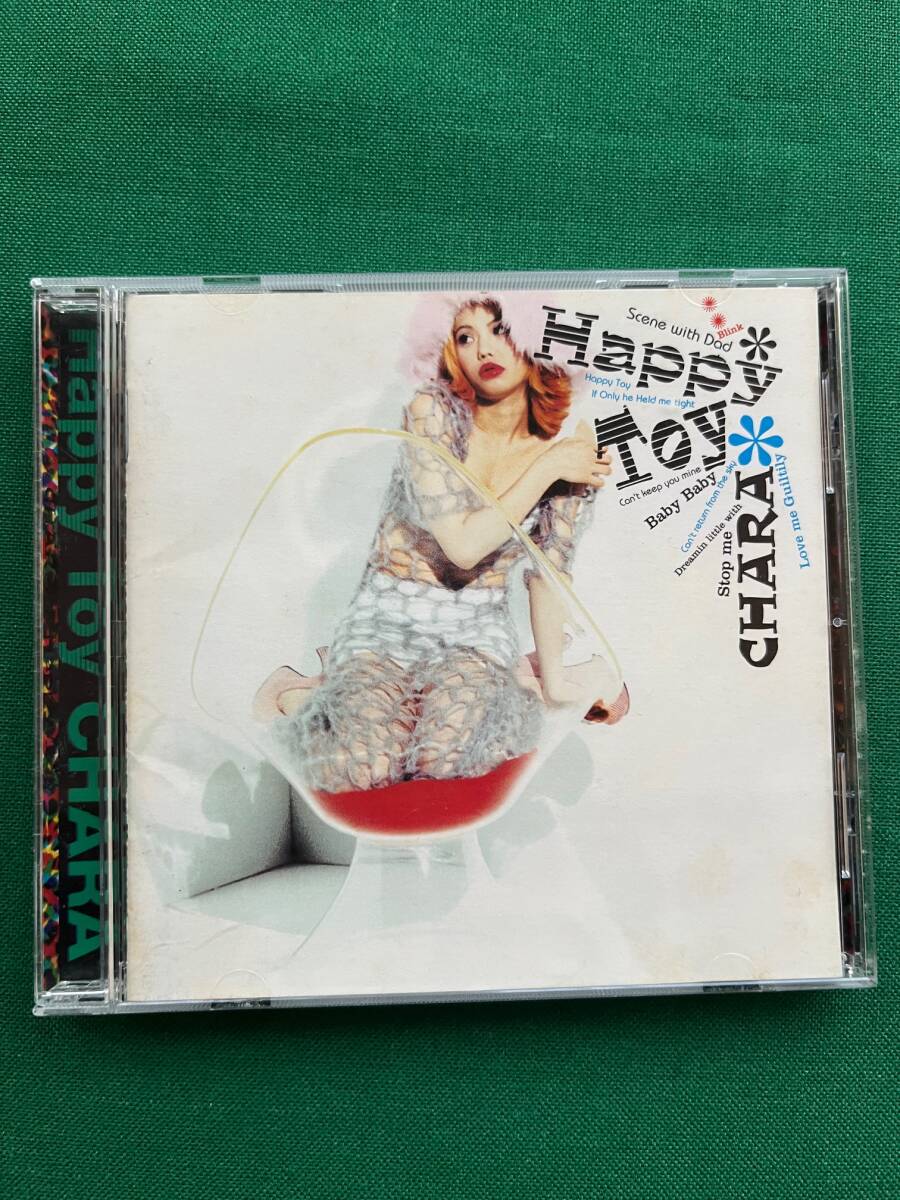 Happy Toy CHARA
Scene with Dad
Blink
Happy
Happy Toy
If Only he Held me tight
Toy
Can't keep you mine
Baby Baby
Can't return from the sky
Dreamin little with
Stop me
CHARA
Love me Guiltily